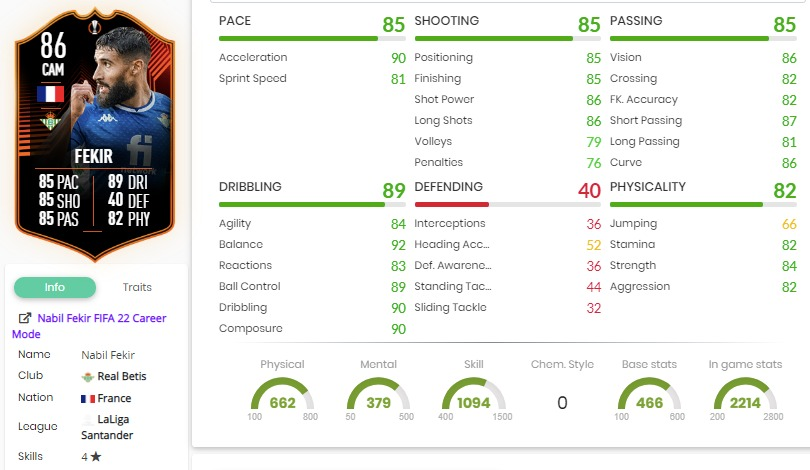 86
CAM
fi
FEKIR
85 PAC 89 DRI
85 SHO 40 DEF
85 PAS 82 PHY
Info Traits
Nabil Fekir FIFA 22 Career
Mode
Name Nabil Fekir
Club Real Betis
Nation France
League LaLiga
Santander
Skills 4★
PACE 85
Acceleration 90
Sprint Speed 81
SHOOTING 85
Positioning 85
Finishing 85
Shot Power 86
Long Shots 86
Volleys 79
Penalties 76
PASSING 85
Vision 86
Crossing 82
FK. Accuracy 82
Short Passing 87
Long Passing 81
Curve 86
DRIBBLING 89
Agility 84
Balance 92
Reactions 83
Ball Control 89
Dribbling 90
Composure 90
DEFENDING 40
Interceptions 36
Heading Acc... 52
Def. Awarene... 36
Standing Tac... 44
Sliding Tackle 32
PHYSICALITY 82
Jumping 66
Stamina 82
Strength 84
Aggression 82
Physical
662
100 800
Mental
379
50 500
Skill
1094
400 1500
Chem. Style
0
Base stats
466
100 600
In game stats
2214
200 2800